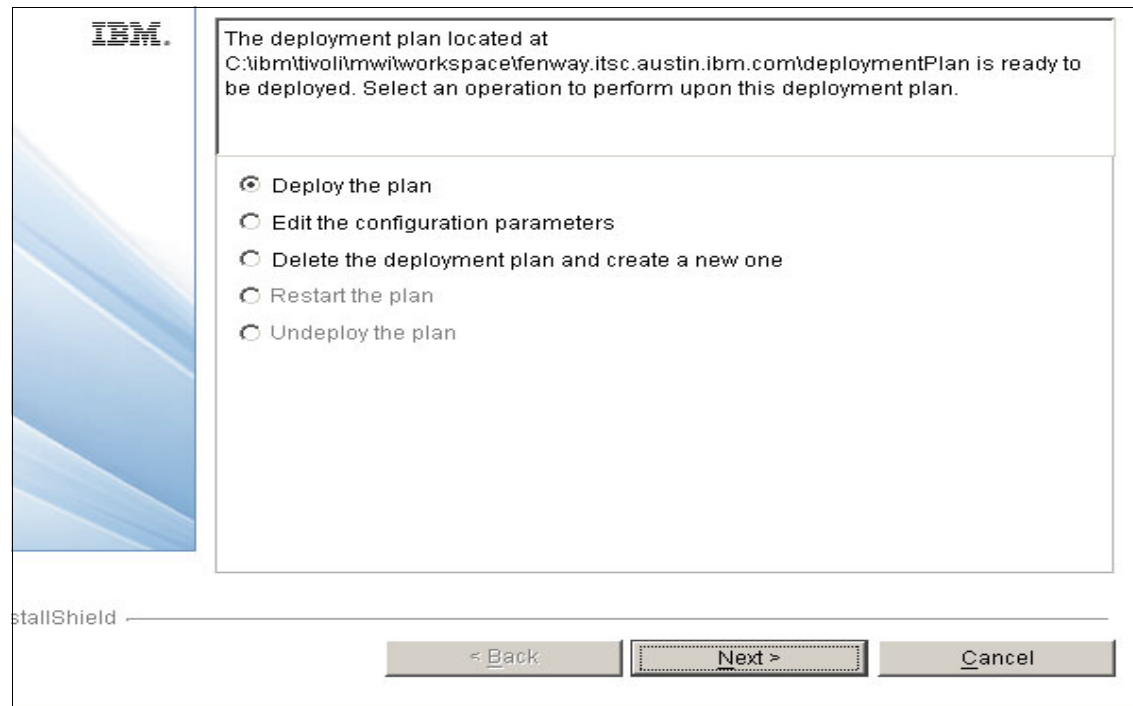 IBM.
The deployment plan located at
C:\ibm\tivoli\mwi\workspace\fenway.itsc.austin.ibm.com\deploymentPlan is ready to
be deployed. Select an operation to perform upon this deployment plan.
Deploy the plan
Edit the configuration parameters
Delete the deployment plan and create a new one
Restart the plan
Undeploy the plan
stallShield
< Back
Next >
Cancel